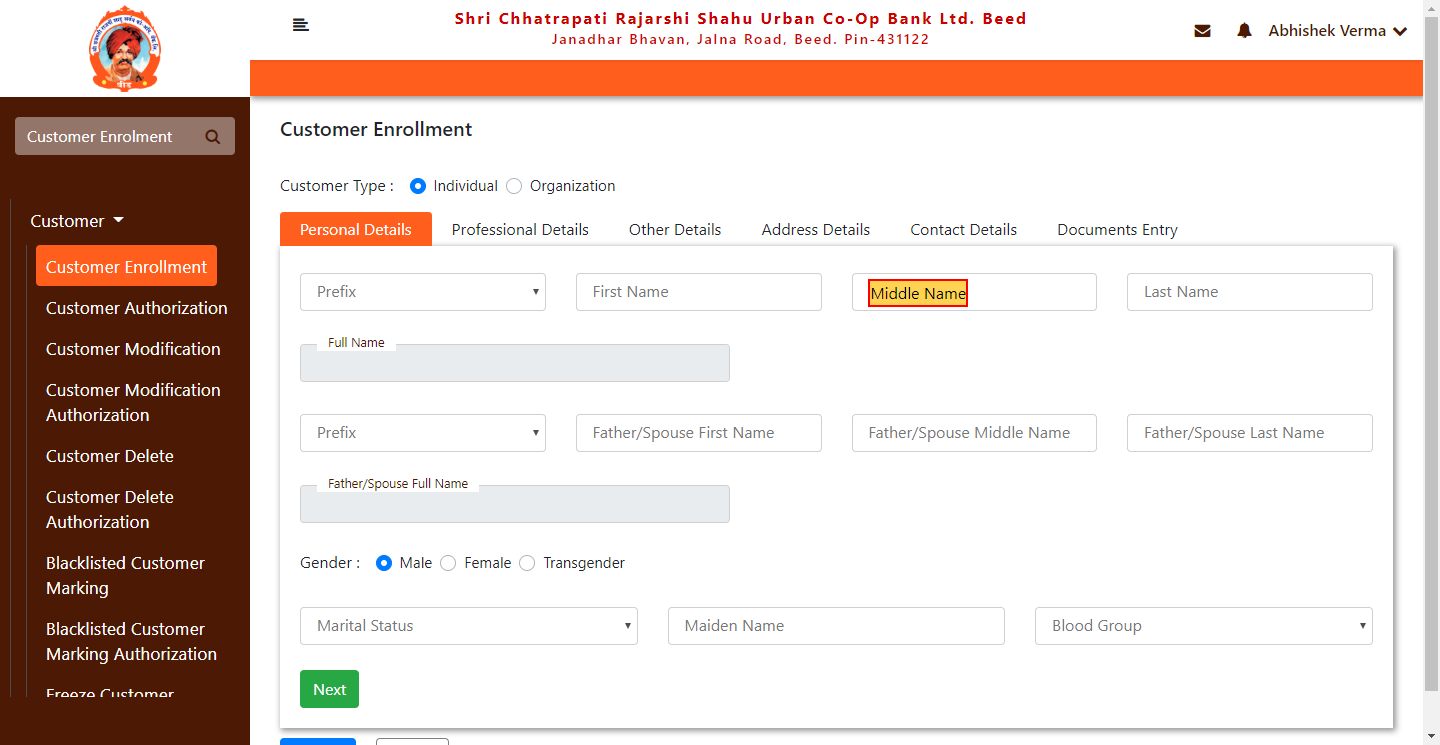 Shri Chhatrapati Rajarshi Shahu Urban Co-Op Bank Ltd. Beed
Janadhar Bhavan, Jalna Road, Beed. Pin-431122
Abhishek Verma
Customer Enrolment
Customer
Customer Enrollment
Customer Authorization
Customer Modification
Customer Modification
Authorization
Customer Delete
Customer Delete
Authorization
Blacklisted Customer
Marking
Blacklisted Customer
Marking Authorization
Freeze Customer
Customer Enrollment
Customer Type : Individual Organization
Personal Details Professional Details Other Details Address Details Contact Details Documents Entry
Prefix First Name Middle Name Last Name
Full Name
Prefix Father/Spouse First Name Father/Spouse Middle Name Father/Spouse Last Name
Father/Spouse Full Name
Gender : Male Female Transgender
Marital Status Maiden Name Blood Group
Next